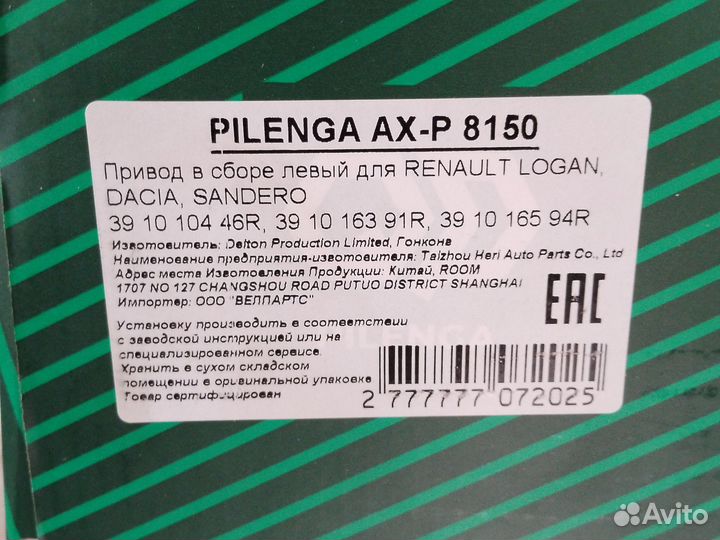 PILENGA AX-P 8150
Привод в сборе левый для RENAULT LOGAN,
DACIA, SANDERO
39 10 104 46R, 39 10 163 91R, 39 10 165 94R
Изготовитель: Delton Production Limited, Гонконг
Наименование предприятия-изготовителя: Taizhou Heri Auto Parts Co., Ltd
Адрес места Изготовления Продукции: Китай, ROOM
1707 NO 127 CHANGSHOU ROAD PUTUO DISTRICT SHANGHAI
Импортер: ООО "ВЕЛПАРТС"
EAC
Установку производить в соответствии
с заводской инструкцией или на
специализированном сервисе.
Хранить в сухом складском
помещении в оригинальной упаковке
Товар сертифицирован
PILENGA
2 777777 072025
Avito